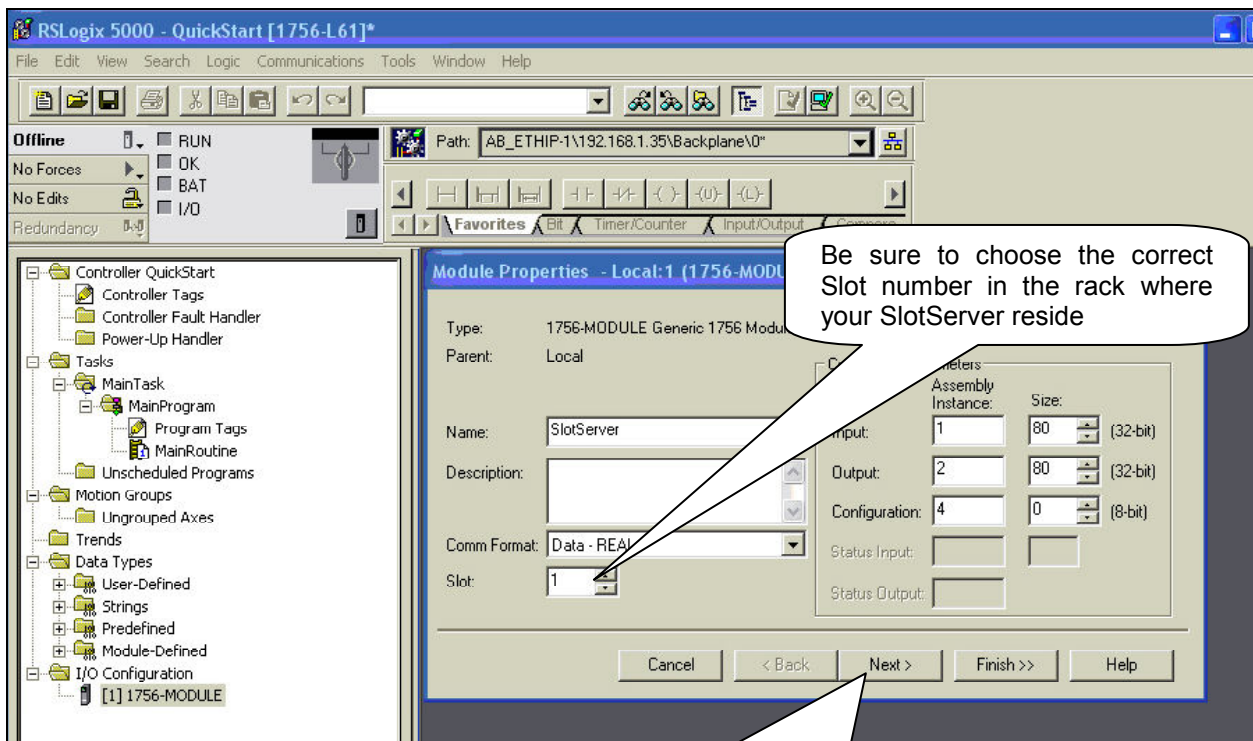 RSLogix 5000 - QuickStart [1756-L61]*
File Edit View Search Logic Communications Tools Window Help
Offline
RUN
No Forces
OK
No Edits
BAT
I/O
Redundancy
Path: AB_ETHIP-1\192.168.1.35\Backplane\0*
Favorites Bit Timer/Counter Input/Output
Controller QuickStart
Controller Tags
Controller Fault Handler
Power-Up Handler
Tasks
MainTask
MainProgram
Program Tags
MainRoutine
Unscheduled Programs
Motion Groups
Ungrouped Axes
Trends
Data Types
User-Defined
Strings
Predefined
Module-Defined
I/O Configuration
[1] 1756-MODULE
Be sure to choose the correct
Slot number in the rack where
your SlotServer reside
Module Properties - Local:1 (1756-MODU
Type: 1756-MODULE Generic 1756 Modu
Parent: Local
Name: SlotServer
Description:
Comm Format: Data - REAL
Slot: 1
Assembly
Instance: Size:
Input: 1 80 (32-bit)
Output: 2 80 (32-bit)
Configuration: 4 0 (8-bit)
Status Input:
Status Output:
Cancel < Back Next > Finish >> Help